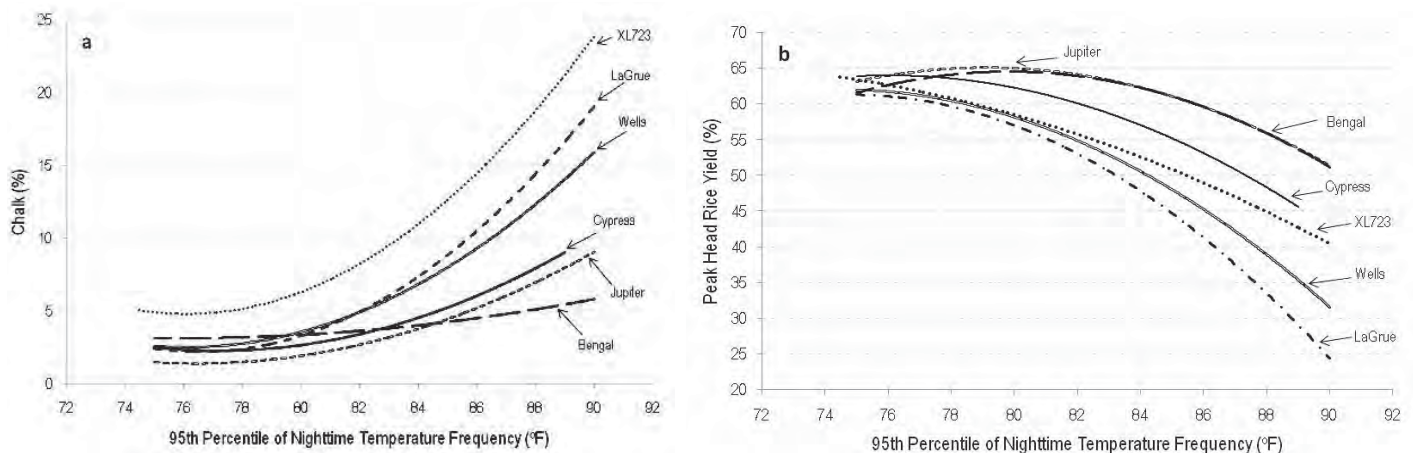 a
25
20
15
10
5
0
Chalk (%)
72 74 76 78 80 82 84 86 88 90 92
95th Percentile of Nighttime Temperature Frequency (ºF)
XL723
LaGrue
Wells
Cypress
Jupiter
Bengal
b
70
65
60
55
50
45
40
35
30
25
20
Peak Head Rice Yield (%)
72 74 76 78 80 82 84 86 88 90 92
95th Percentile of Nighttime Temperature Frequency (ºF)
Jupiter
Bengal
Cypress
XL723
Wells
LaGrue